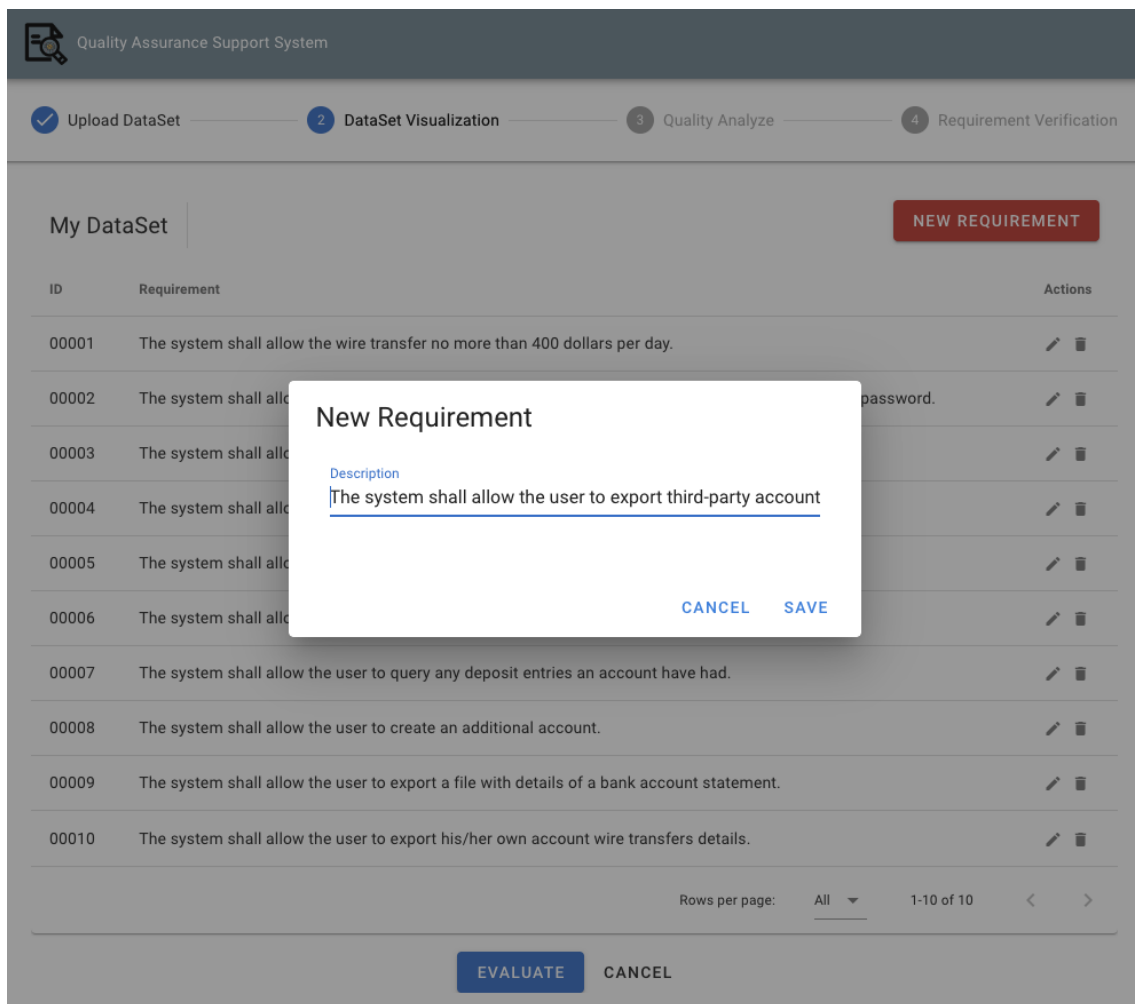 Quality Assurance Support System
Upload DataSet
2 DataSet Visualization
3 Quality Analyze
4 Requirement Verification
My DataSet
NEW REQUIREMENT
ID Requirement Actions
00001 The system shall allow the wire transfer no more than 400 dollars per day.
00002 The system shall password.
00003 The system shall
00004 The system shall
00005 The system shall
00006 The system shall
New Requirement
Description
The system shall allow the user to export third-party account
CANCEL SAVE
00007 The system shall allow the user to query any deposit entries an account have had.
00008 The system shall allow the user to create an additional account.
00009 The system shall allow the user to export a file with details of a bank account statement.
00010 The system shall allow the user to export his/her own account wire transfers details.
Rows per page: All 1-10 of 10
EVALUATE CANCEL